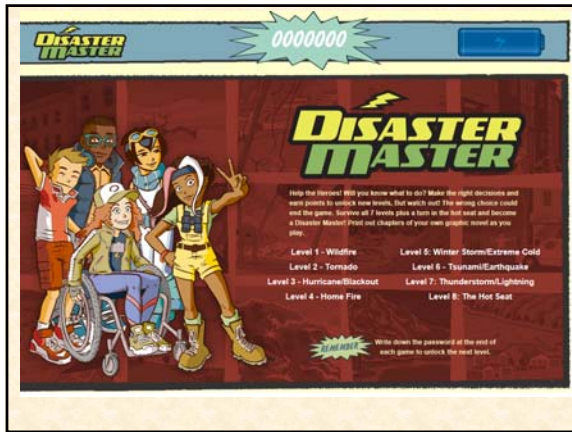 DISASTER
MASTER
0000000
DISASTER
MASTER
Help the Heroes! Will you know what to do? Make the right decisions and
earn points to unlock new levels, But watch out! The wrong choice could
end the game. Survive all 7 levels plus a turn in the hot seat and become
a Disaster Master! Print out chapters of your own graphic novel as you
play.
Level 1 - Wildfire
Level 2 - Tornado
Level 3 - Hurricane/Blackout
Level 4 - Home Fire
Level 5: Winter Storm/Extreme Cold
Level 6 - Tsunami/Earthquake
Level 7: Thunderstorm/Lightning
Level 8: The Hot Seat
REMEMBER
Write down the password at the end of
each game to unlock the next level.